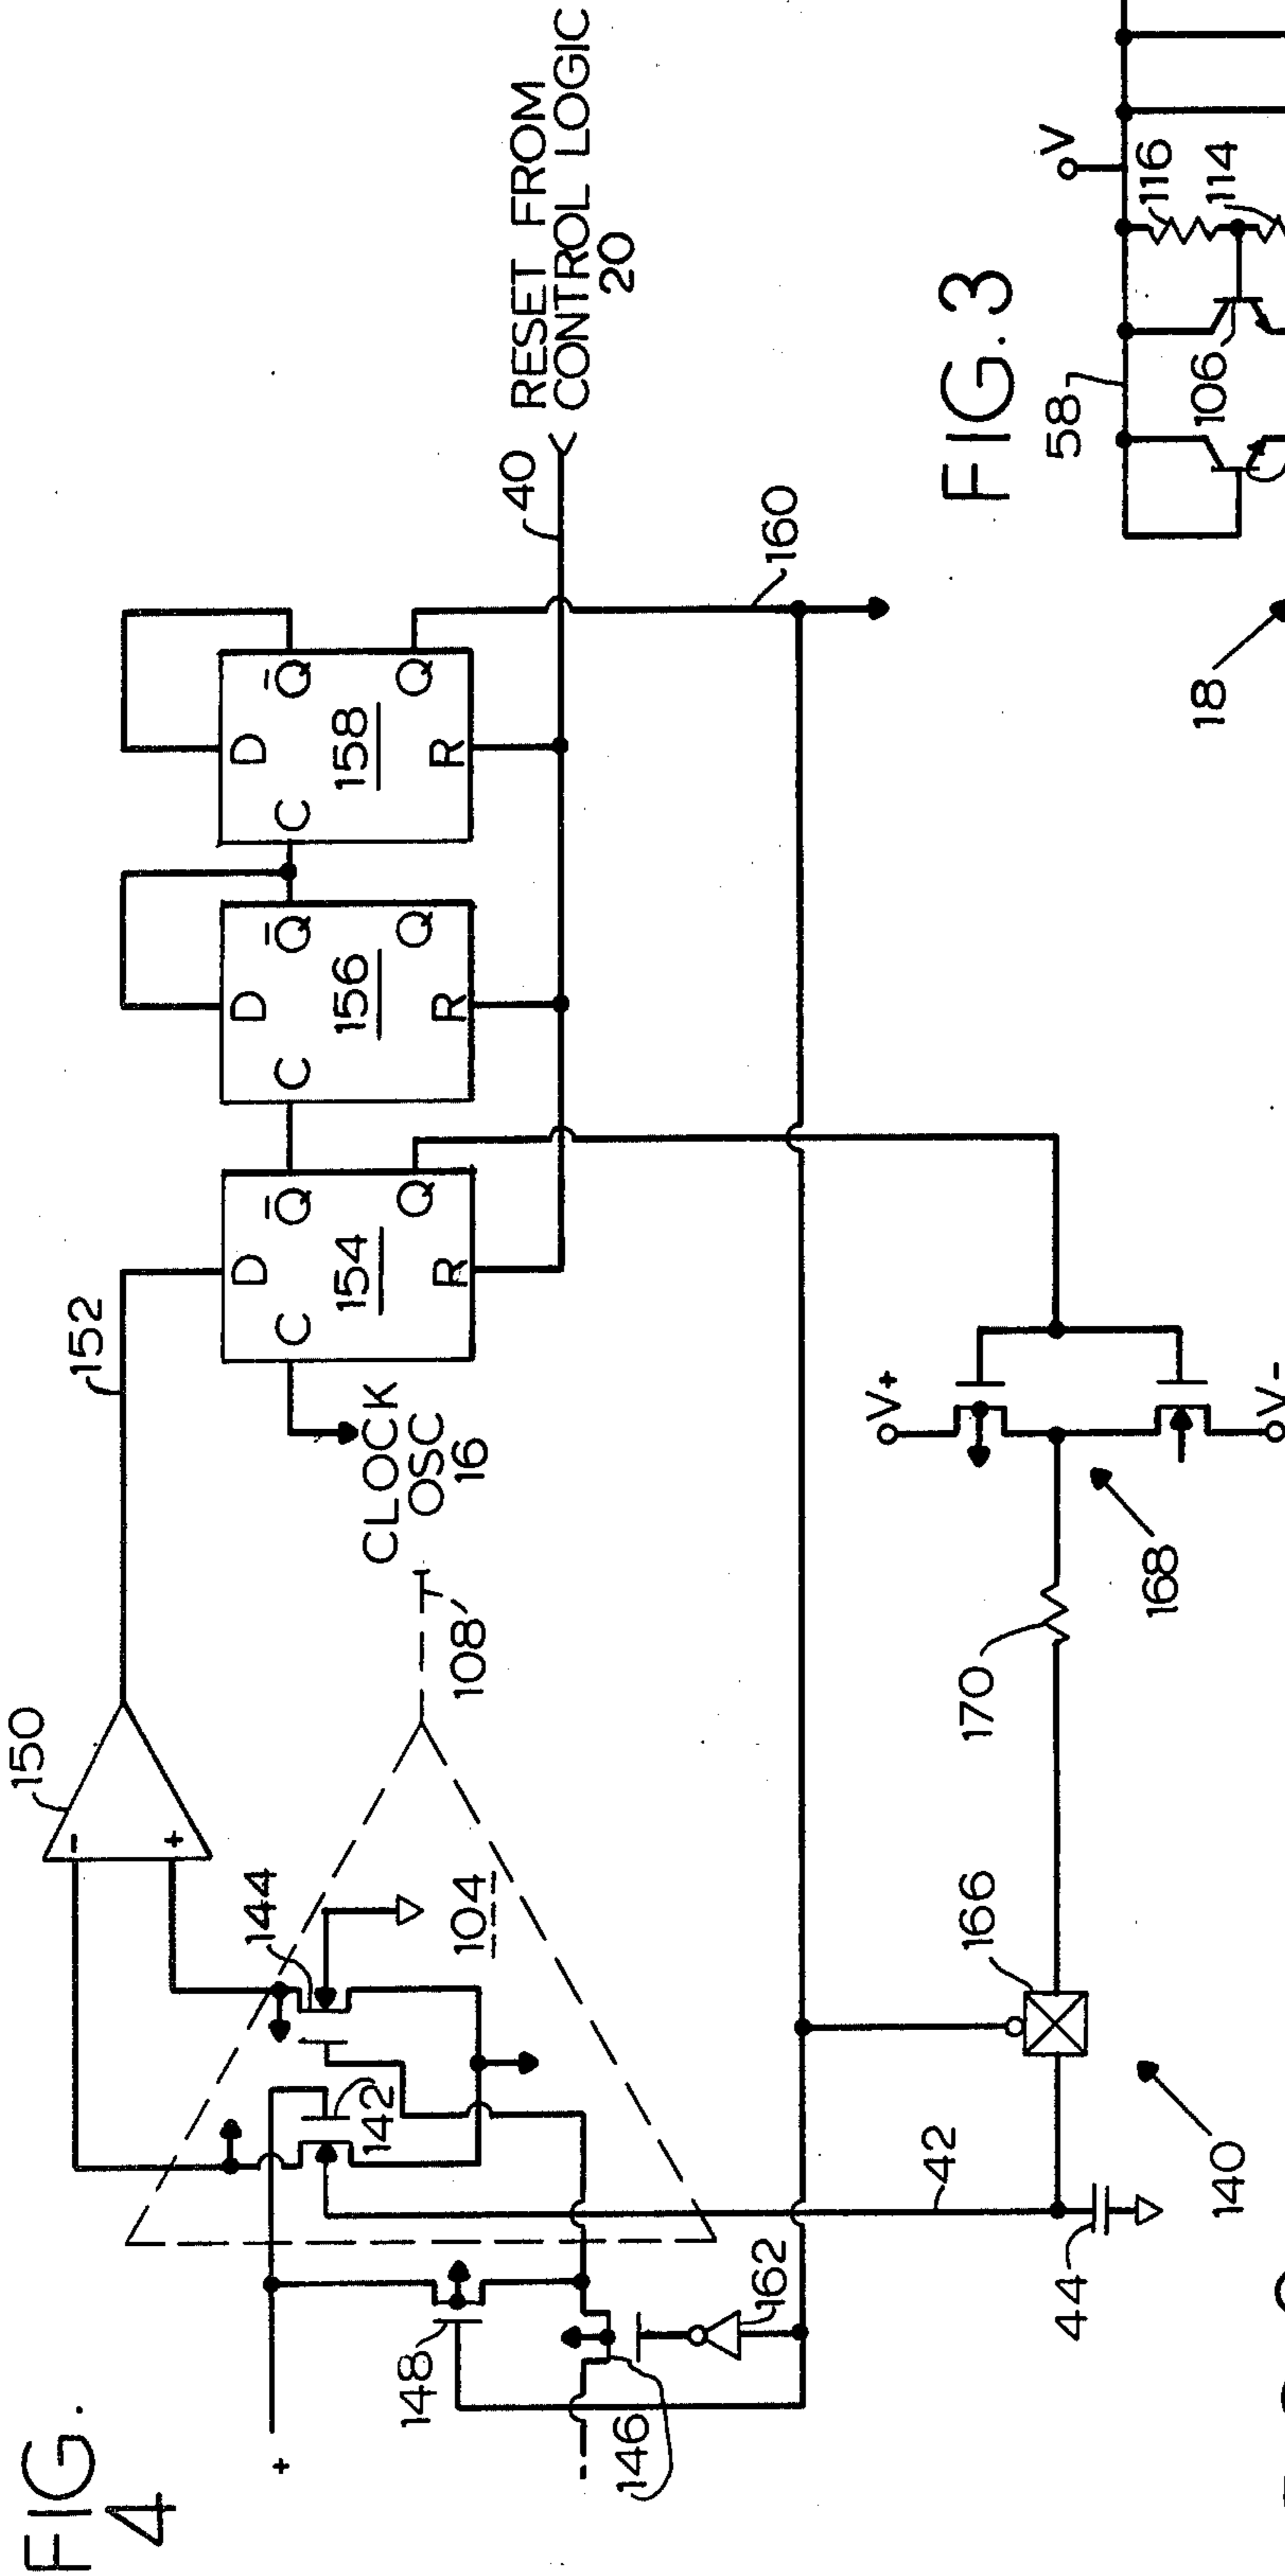 FIG.
4
150
152
144
142
104
108
148
146
162
42
44
140
166
170
168
V+
V-
-
+
+
-
CLOCK
OSC
16
D
C
Q̅
Q
R
154
D
C
Q̅
Q
R
156
D
C
Q̅
Q
R
158
40
RESET FROM
CONTROL LOGIC
20
160
FIG. 3
18
58
106
V
116
114